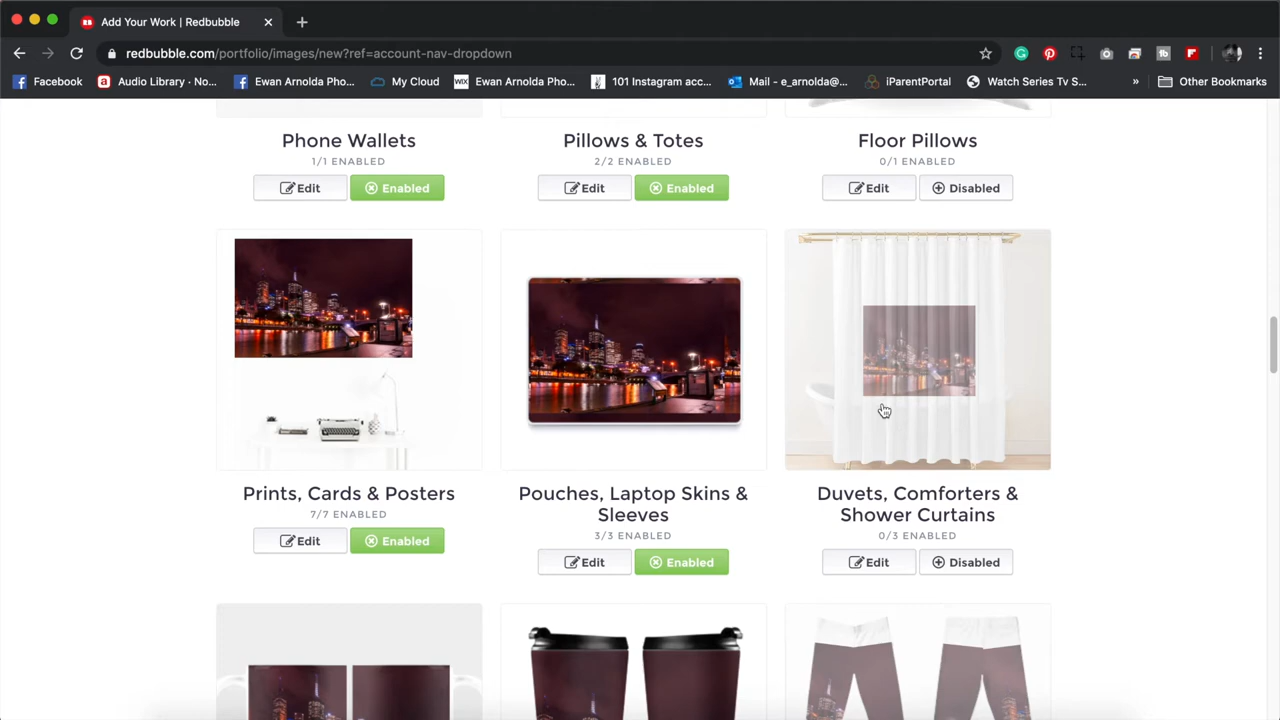 Add Your Work | Redbubble
redbubble.com/portfolio/images/new?ref=account-nav-dropdown
Facebook
Audio Library · No...
Ewan Arnolda Pho...
My Cloud
WIX
Ewan Arnolda Pho...
101 Instagram acc...
Mail - e_arnolda@...
iParentPortal
Watch Series Tv S...
»
Other Bookmarks
Phone Wallets
1/1 ENABLED
Edit
Enabled
Pillows & Totes
2/2 ENABLED
Edit
Enabled
Floor Pillows
0/1 ENABLED
Edit
Disabled
Prints, Cards & Posters
7/7 ENABLED
Edit
Enabled
Pouches, Laptop Skins &
Sleeves
3/3 ENABLED
Edit
Enabled
Duvets, Comforters &
Shower Curtains
0/3 ENABLED
Edit
Disabled